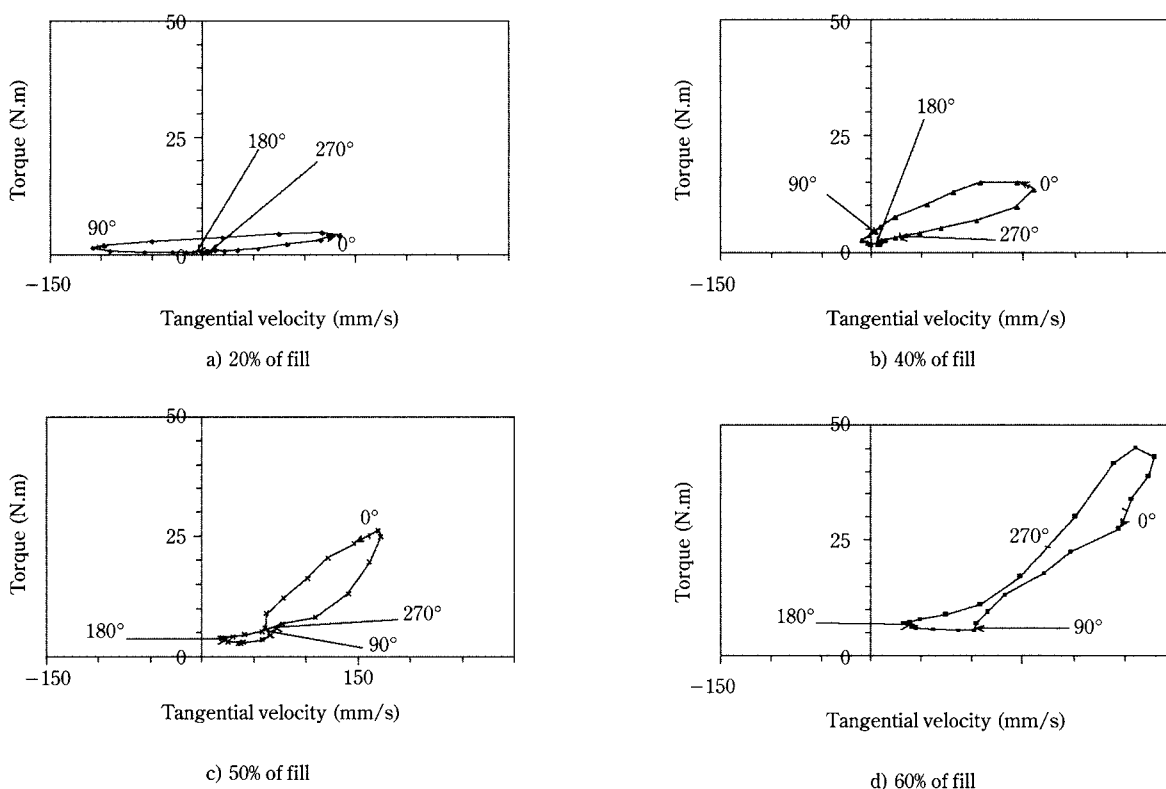 50
Torque (N.m)
25
180°
270°
90°
0°
0
−150
Tangential velocity (mm/s)
a) 20% of fill
50
Torque (N.m)
25
180°
90°
0°
270°
0
−150
Tangential velocity (mm/s)
b) 40% of fill
50
Torque (N.m)
25
0°
270°
180°
90°
0
−150
150
Tangential velocity (mm/s)
c) 50% of fill
50
Torque (N.m)
25
270°
0°
180°
90°
0
−150
Tangential velocity (mm/s)
d) 60% of fill